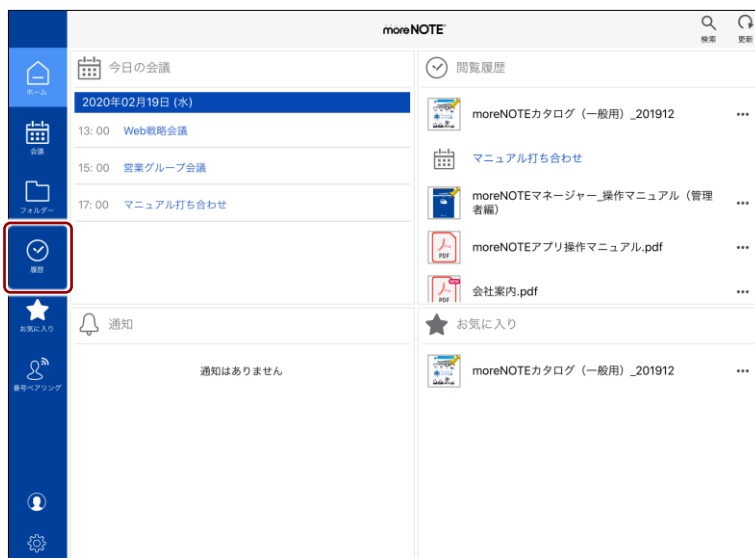 moreNOTE
検索
更新
ホーム
会議
フォルダー
履歴
お気に入り
番号ペアリング
今日の会議
2020年02月19日 (水)
13: 00 Web戦略会議
15: 00 営業グループ会議
17: 00 マニュアル打ち合わせ
閲覧履歴
moreNOTEカタログ（一般用）_201912
マニュアル打ち合わせ
moreNOTEマネージャー_操作マニュアル（管理
者編）
PDF
moreNOTEアプリ操作マニュアル.pdf
PDF
会社案内.pdf
通知
通知はありません
お気に入り
moreNOTEカタログ（一般用）_201912